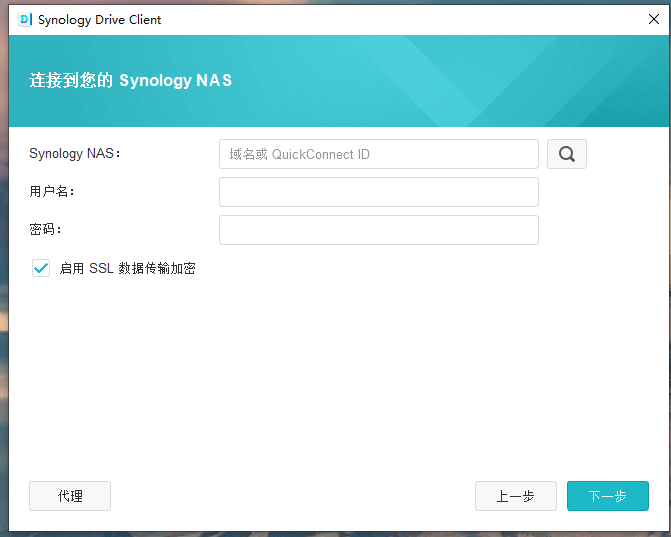 Synology Drive Client
连接到您的 Synology NAS
Synology NAS：
域名或 QuickConnect ID
用户名：
密码：
启用 SSL 数据传输加密
代理
上一步
下一步